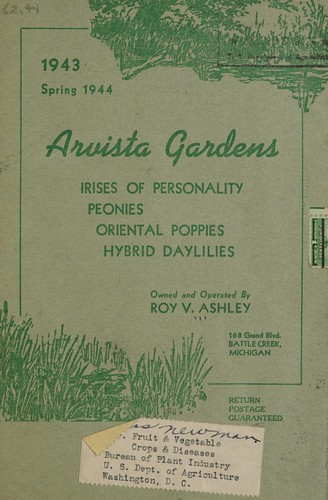 62.41
1943
Spring 1944
Arvista Gardens
IRISES OF PERSONALITY
PEONIES
ORIENTAL POPPIES
HYBRID DAYLILIES
Owned and Operated By
ROY V. ASHLEY
168 Grand Blvd.
BATTLE CREEK,
MICHIGAN
RETURN
POSTAGE
GUARANTEED
newman
Fruit & Vegetable
Crops & Diseases
Bureau of Plant Industry
U. S. Dept. of Agriculture
Washington, D. C.